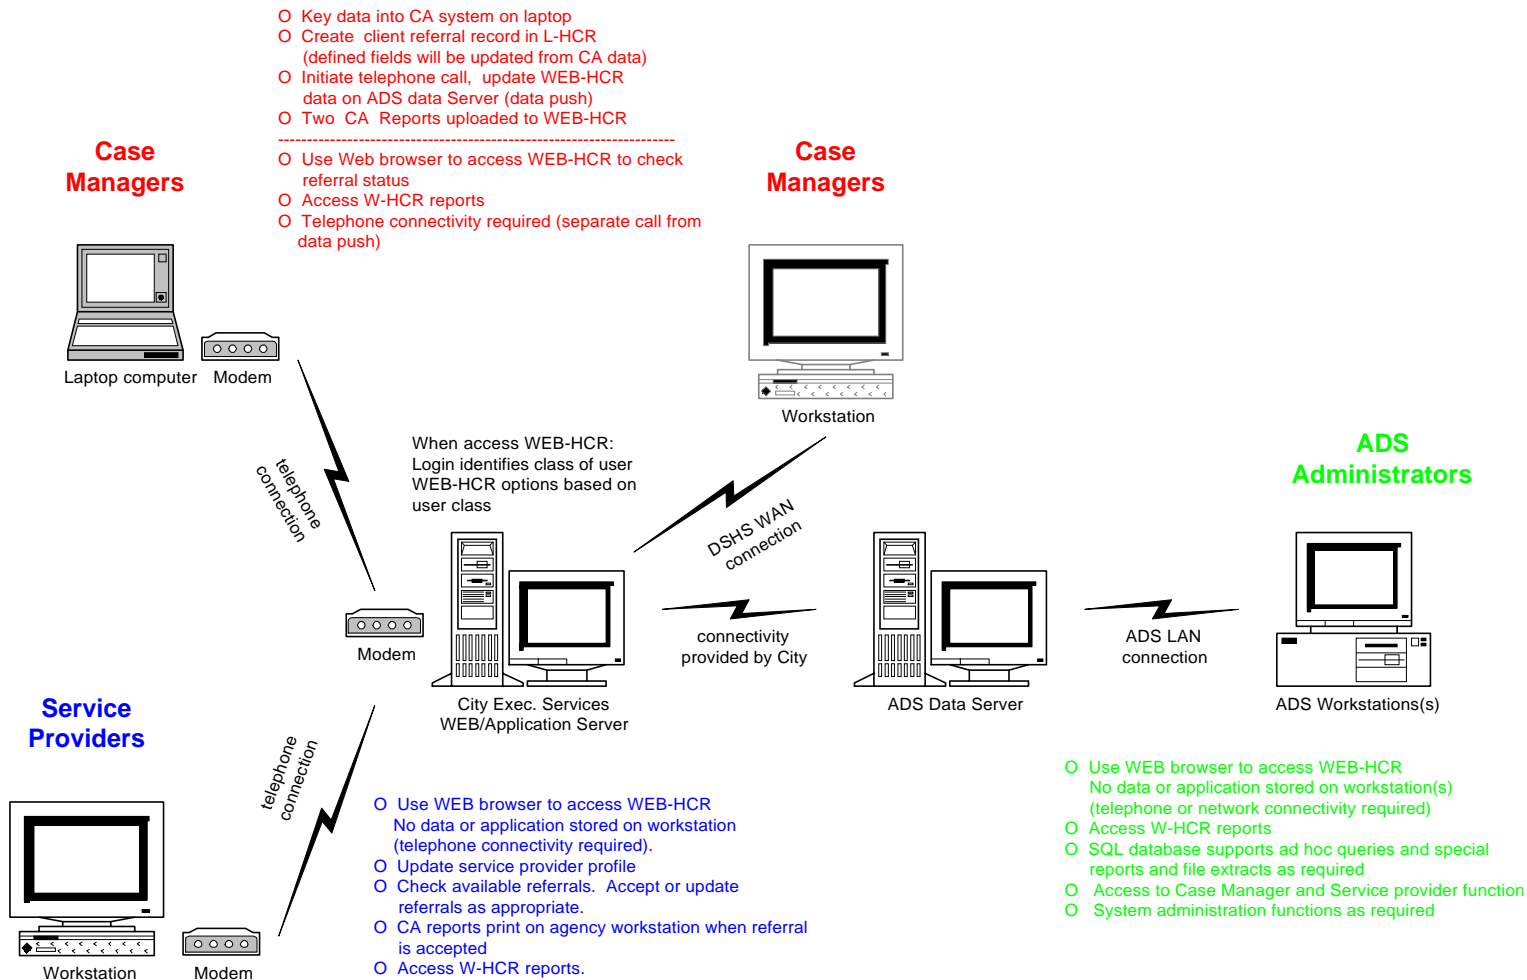 O Key data into CA system on laptop
O Create client referral record in L-HCR
(defined fields will be updated from CA data)
O Initiate telephone call, update WEB-HCR
data on ADS data Server (data push)
O Two CA Reports uploaded to WEB-HCR
---------------------------------------------------------------------
O Use Web browser to access WEB-HCR to check
referral status
O Access W-HCR reports
O Telephone connectivity required (separate call from
data push)
Case
Managers
Case
Managers
Laptop computer
Modem
Workstation
telephone
connection
When access WEB-HCR:
Login identifies class of user
WEB-HCR options based on
user class
DSHS WAN
connection
ADS
Administrators
Modem
City Exec. Services
WEB/Application Server
connectivity
provided by City
ADS Data Server
ADS LAN
connection
ADS Workstations(s)
Service
Providers
telephone
connection
Workstation
Modem
O Use WEB browser to access WEB-HCR
No data or application stored on workstation
(telephone connectivity required).
O Update service provider profile
O Check available referrals. Accept or update
referrals as appropriate.
O CA reports print on agency workstation when referral
is accepted
O Access W-HCR reports.
O Use WEB browser to access WEB-HCR
No data or application stored on workstation(s)
(telephone or network connectivity required)
O Access W-HCR reports
O SQL database supports ad hoc queries and special
reports and file extracts as required
O Access to Case Manager and Service provider function
O System administration functions as required